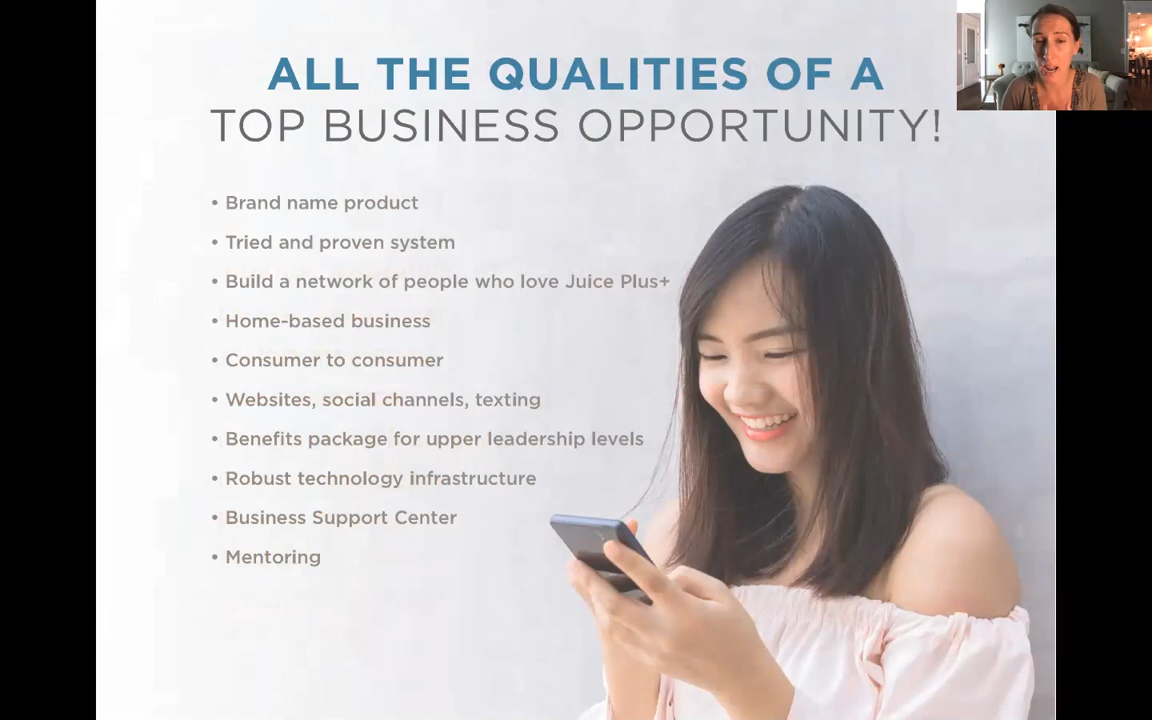 ALL THE QUALITIES OF A
TOP BUSINESS OPPORTUNITY!
• Brand name product
• Tried and proven system
• Build a network of people who love Juice Plus+
• Home-based business
• Consumer to consumer
• Websites, social channels, texting
• Benefits package for upper leadership levels
• Robust technology infrastructure
• Business Support Center
• Mentoring